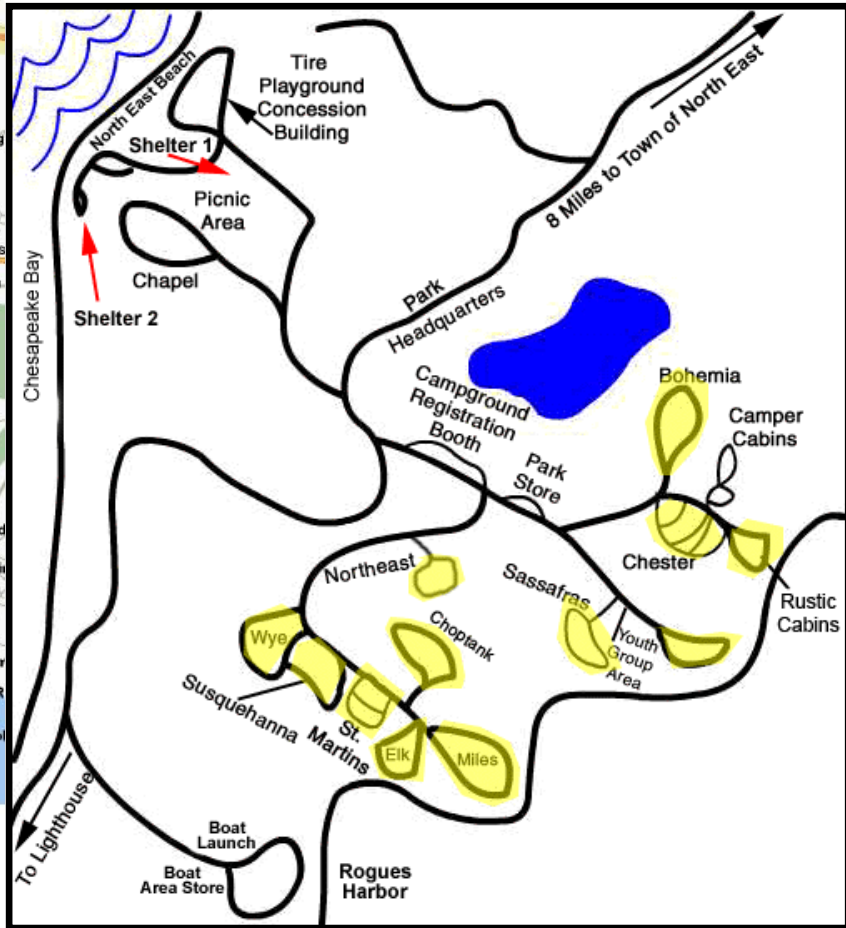 North East Beach
Tire
Playground
Concession
Building
Shelter 1
Picnic
Area
Chapel
Shelter 2
Chesapeake Bay
8 Miles to Town of North East
Park
Headquarters
Campground
Registration
Booth
Park
Store
Bohemia
Camper
Cabins
Chester
Rustic
Cabins
Northeast
Sassafras
Youth
Group
Area
Choptank
Wye
Susquehanna
St.
Martins
Elk
Miles
To Lighthouse
Boat
Launch
Boat
Area Store
Rogues
Harbor